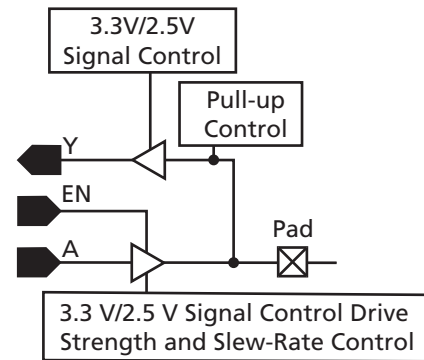 3.3V/2.5V
Signal Control
Pull-up
Control
Y
EN
A
Pad
3.3 V/2.5 V Signal Control Drive
Strength and Slew-Rate Control